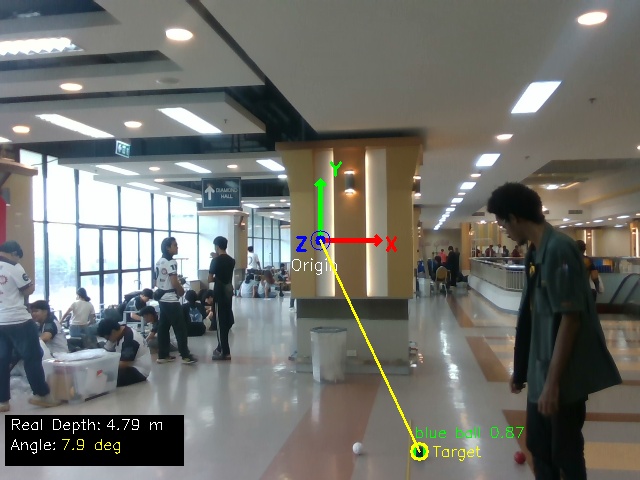 DIAMOND
HALL
Y
Z
X
Origin
blue ball 0.87
Target
Real Depth: 4.79 m
Angle: 7.9 deg